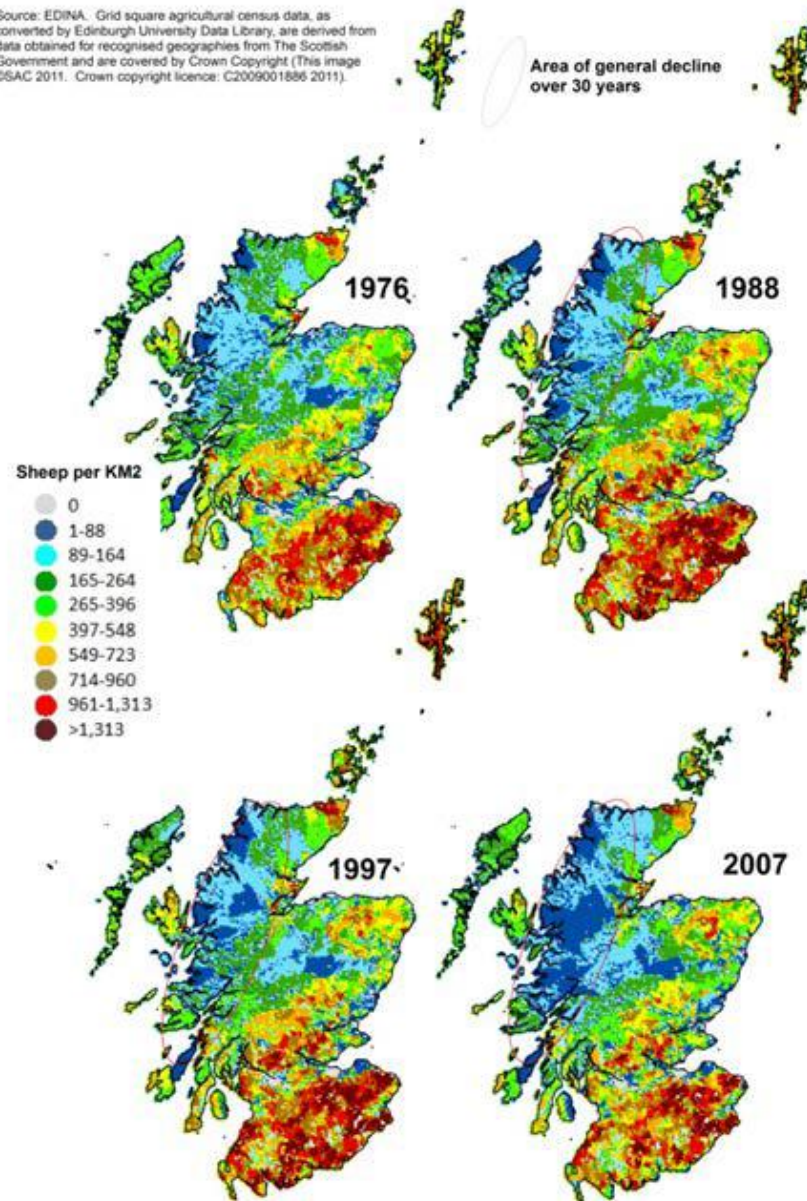 Source: EDINA. Grid square agricultural census data, as
converted by Edinburgh University Data Library, are derived from
data obtained for recognised geographies from The Scottish
Government and are covered by Crown Copyright (This image
©SAC 2011. Crown copyright licence: C2009001886 2011).
Area of general decline
over 30 years
1976
1988
Sheep per KM2
0
1-88
89-164
165-264
265-396
397-548
549-723
714-960
961-1,313
>1,313
1997
2007